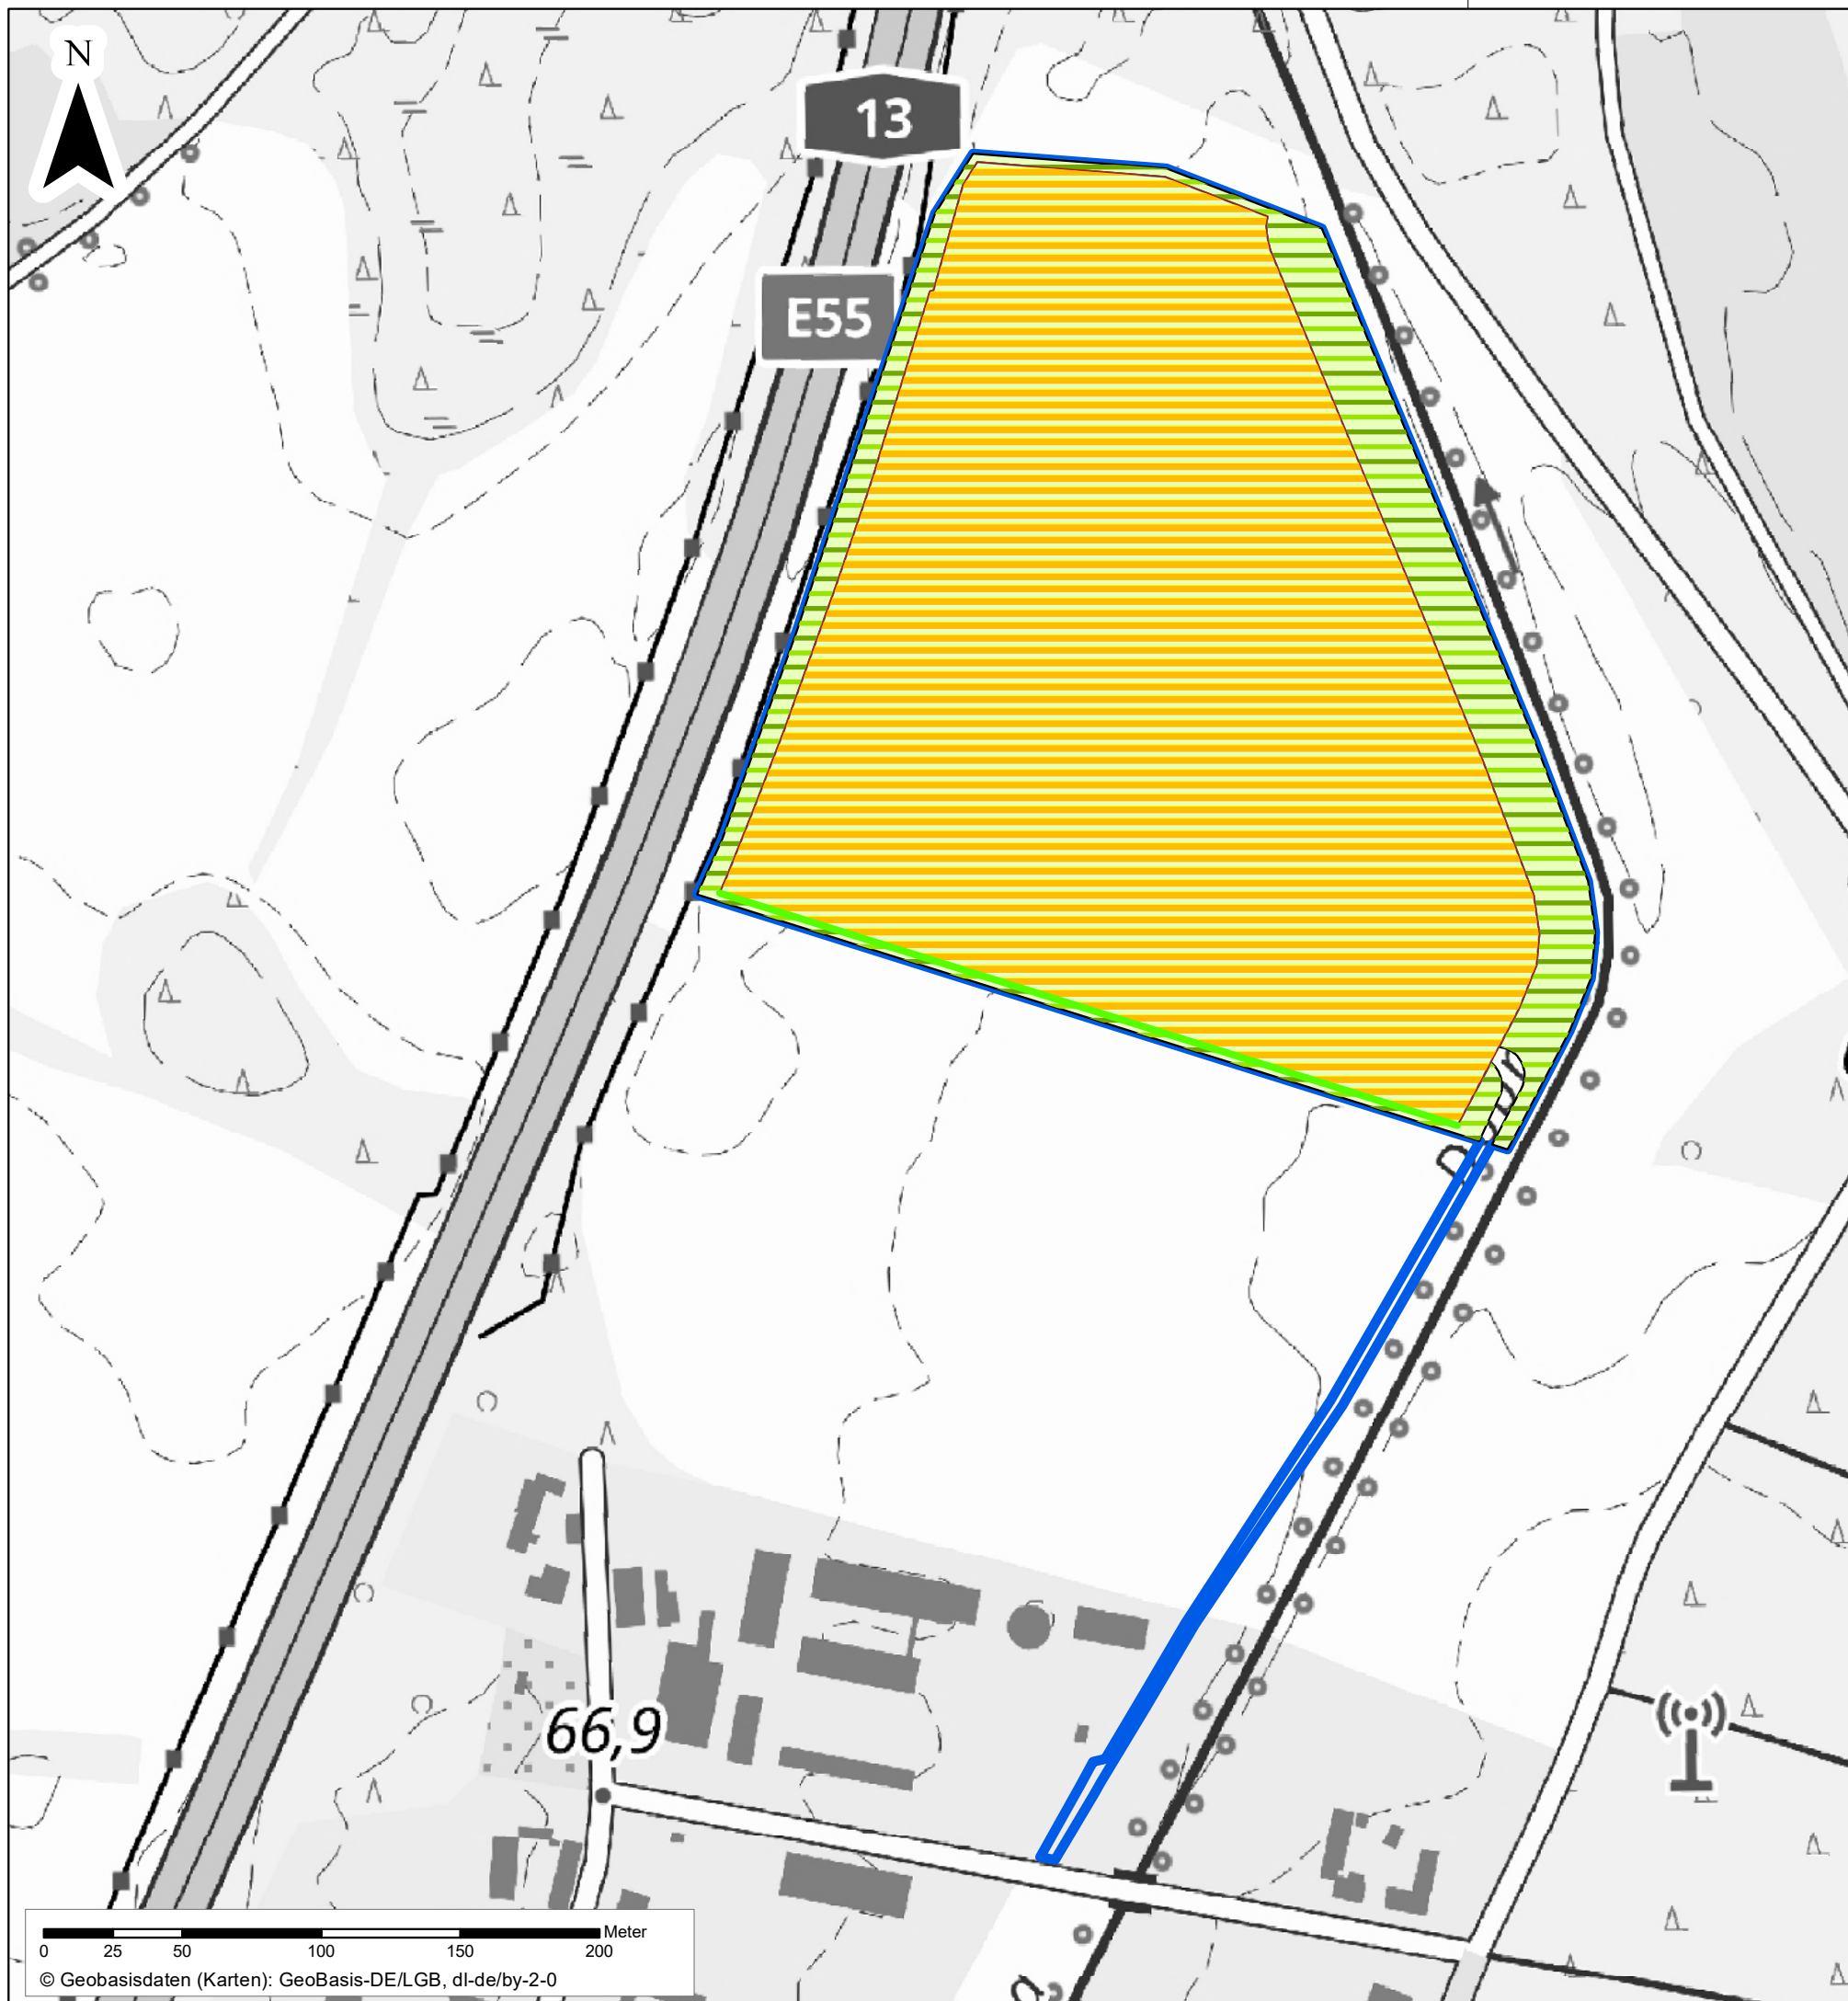 N
13
E55
66,9
Meter
0 25 50 100 150 200
© Geobasisdaten (Karten): GeoBasis-DE/LGB, dl-de/by-2-0